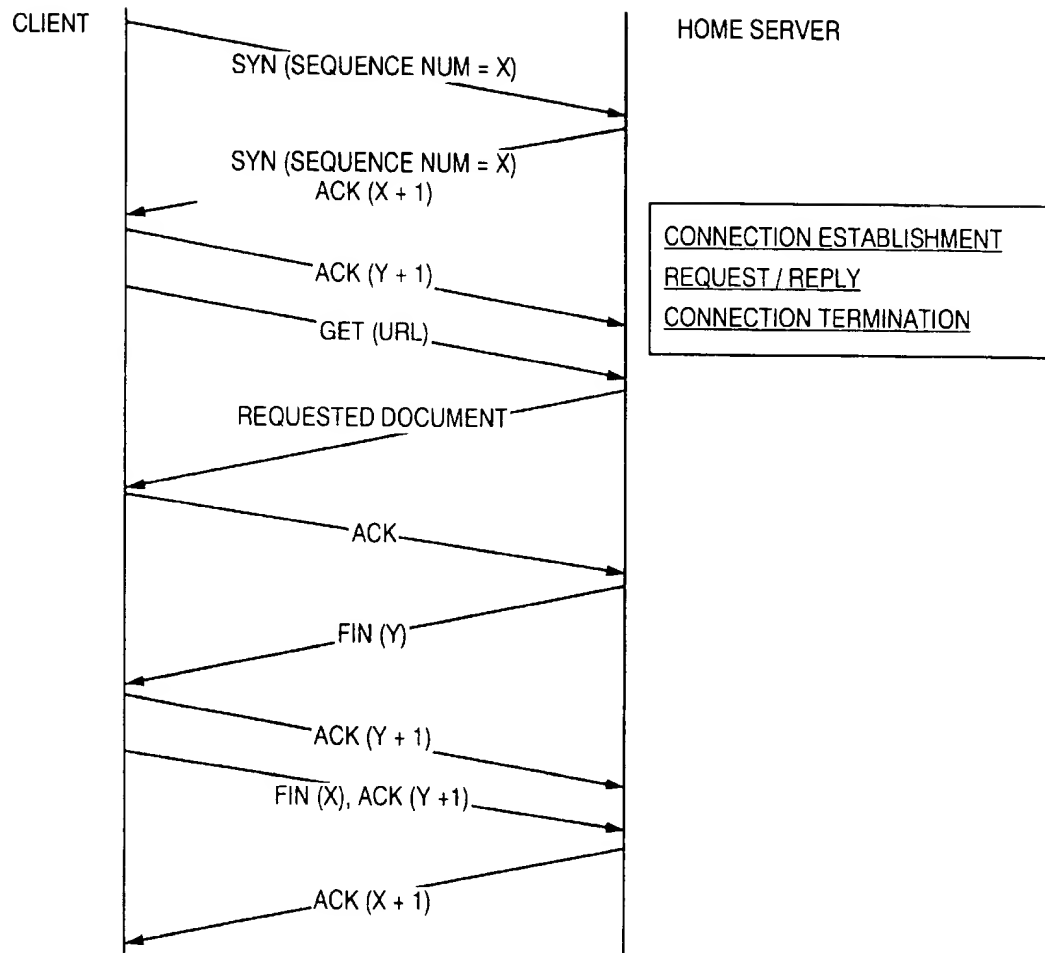 CLIENT
HOME SERVER
SYN (SEQUENCE NUM = X)
SYN (SEQUENCE NUM = X)
ACK (X + 1)
CONNECTION ESTABLISHMENT
REQUEST / REPLY
CONNECTION TERMINATION
ACK (Y + 1)
GET (URL)
REQUESTED DOCUMENT
ACK
FIN (Y)
ACK (Y + 1)
FIN (X), ACK (Y +1)
ACK (X + 1)